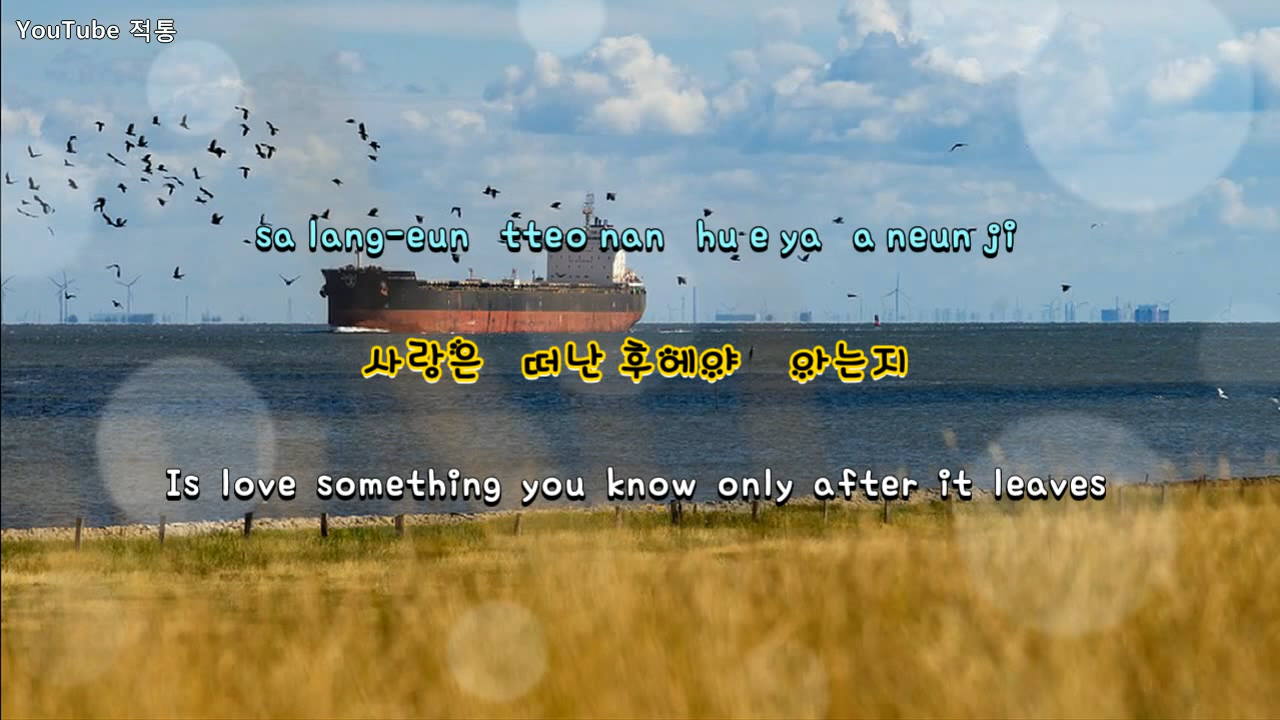 YouTube 적통
sa lang-eun tteo nan hu e ya a neun ji
사랑은 떠난 후헤야 아는지
Is love something you know only after it leaves